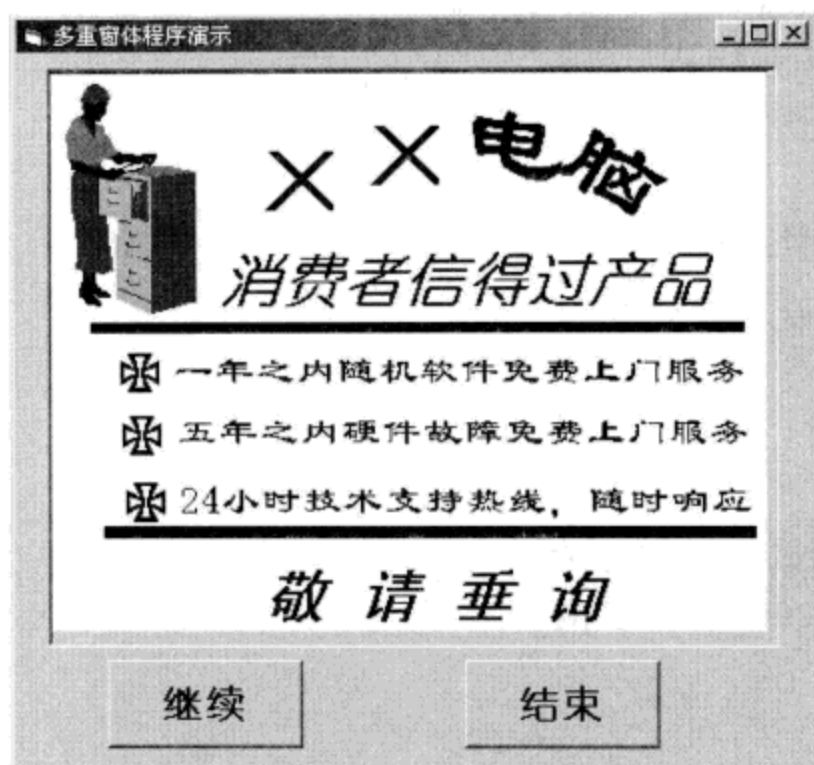 多重窗体程序演示
××电脑
消费者信得过产品
一年之内随机软件免费上门服务
五年之内硬件故障免费上门服务
24小时技术支持热线，随时响应
敬请垂询
继续 结束